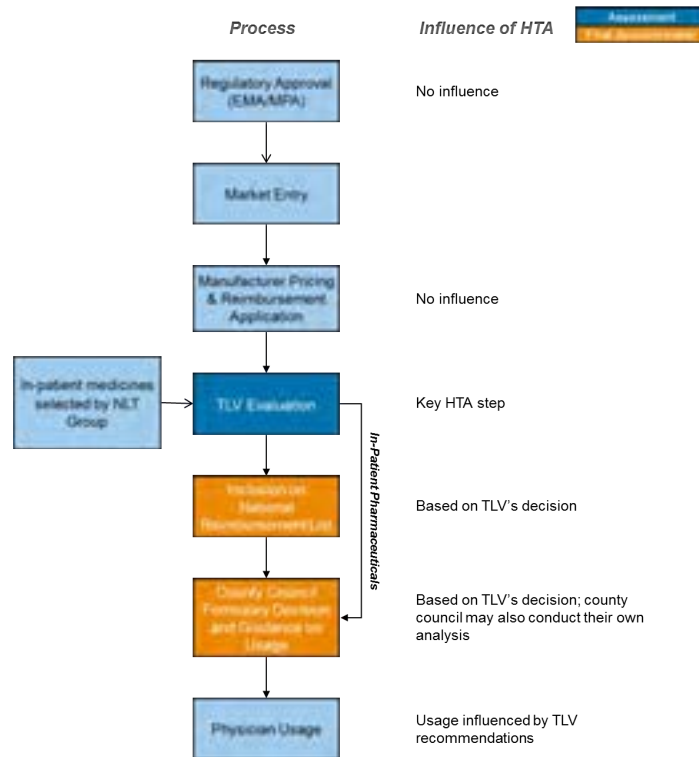 Process
Influence of HTA
Assessment
Regulatory Approval
(EMA/MPA)
No influence
Market Entry
Manufacturer Pricing
& Reimbursement
Application
No influence
In-patient medicines
selected by NLT
Group
TLV Evaluation
Key HTA step
In-Patient Pharmaceuticals
Inclusion on
National
Reimbursement List
Based on TLV's decision
County Council
Formulary Decision
and Guidance on
Usage
Based on TLV's decision; county
council may also conduct their own
analysis
Physician Usage
Usage influenced by TLV
recommendations